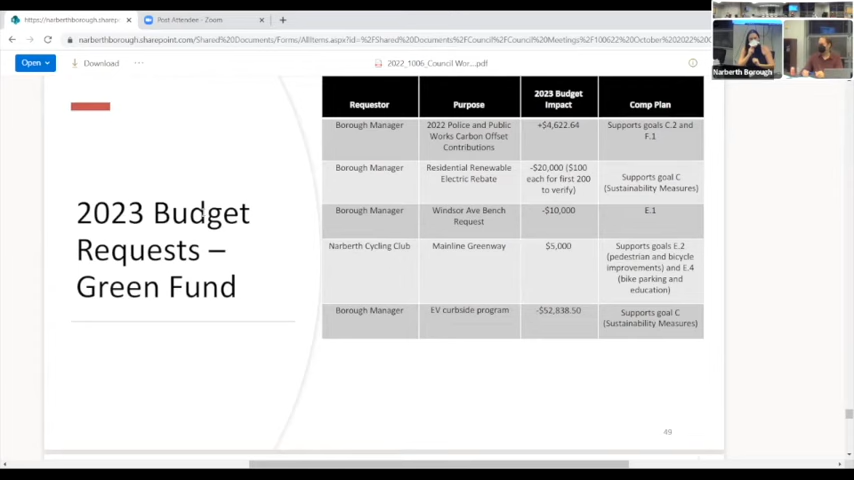 https://narberthborough.sharep
Post Attendee - Zoom
narberthborough.sharepoint.com/Shared%20Documents/Forms/AllItems.aspx?id=%2FShared%20Documents%2FCouncil%2FCouncil%20Meetings%2F100622%20October%202022%20
Open
Download
2022_1006_Council Wor...pdf
Narberth Borough
2023 Budget
Requests –
Green Fund
Requestor
Purpose
2023 Budget
Impact
Comp Plan
Borough Manager
2022 Police and Public
Works Carbon Offset
Contributions
+$4,622.64
Supports goals C.2 and
F.1
Borough Manager
Residential Renewable
Electric Rebate
-$20,000 ($100
each for first 200
to verify)
Supports goal C
(Sustainability Measures)
Borough Manager
Windsor Ave Bench
Request
-$10,000
E.1
Narberth Cycling Club
Mainline Greenway
$5,000
Supports goals E.2
(pedestrian and bicycle
improvements) and E.4
(bike parking and
education)
Borough Manager
EV curbside program
-$52,838.50
Supports goal C
(Sustainability Measures)
49